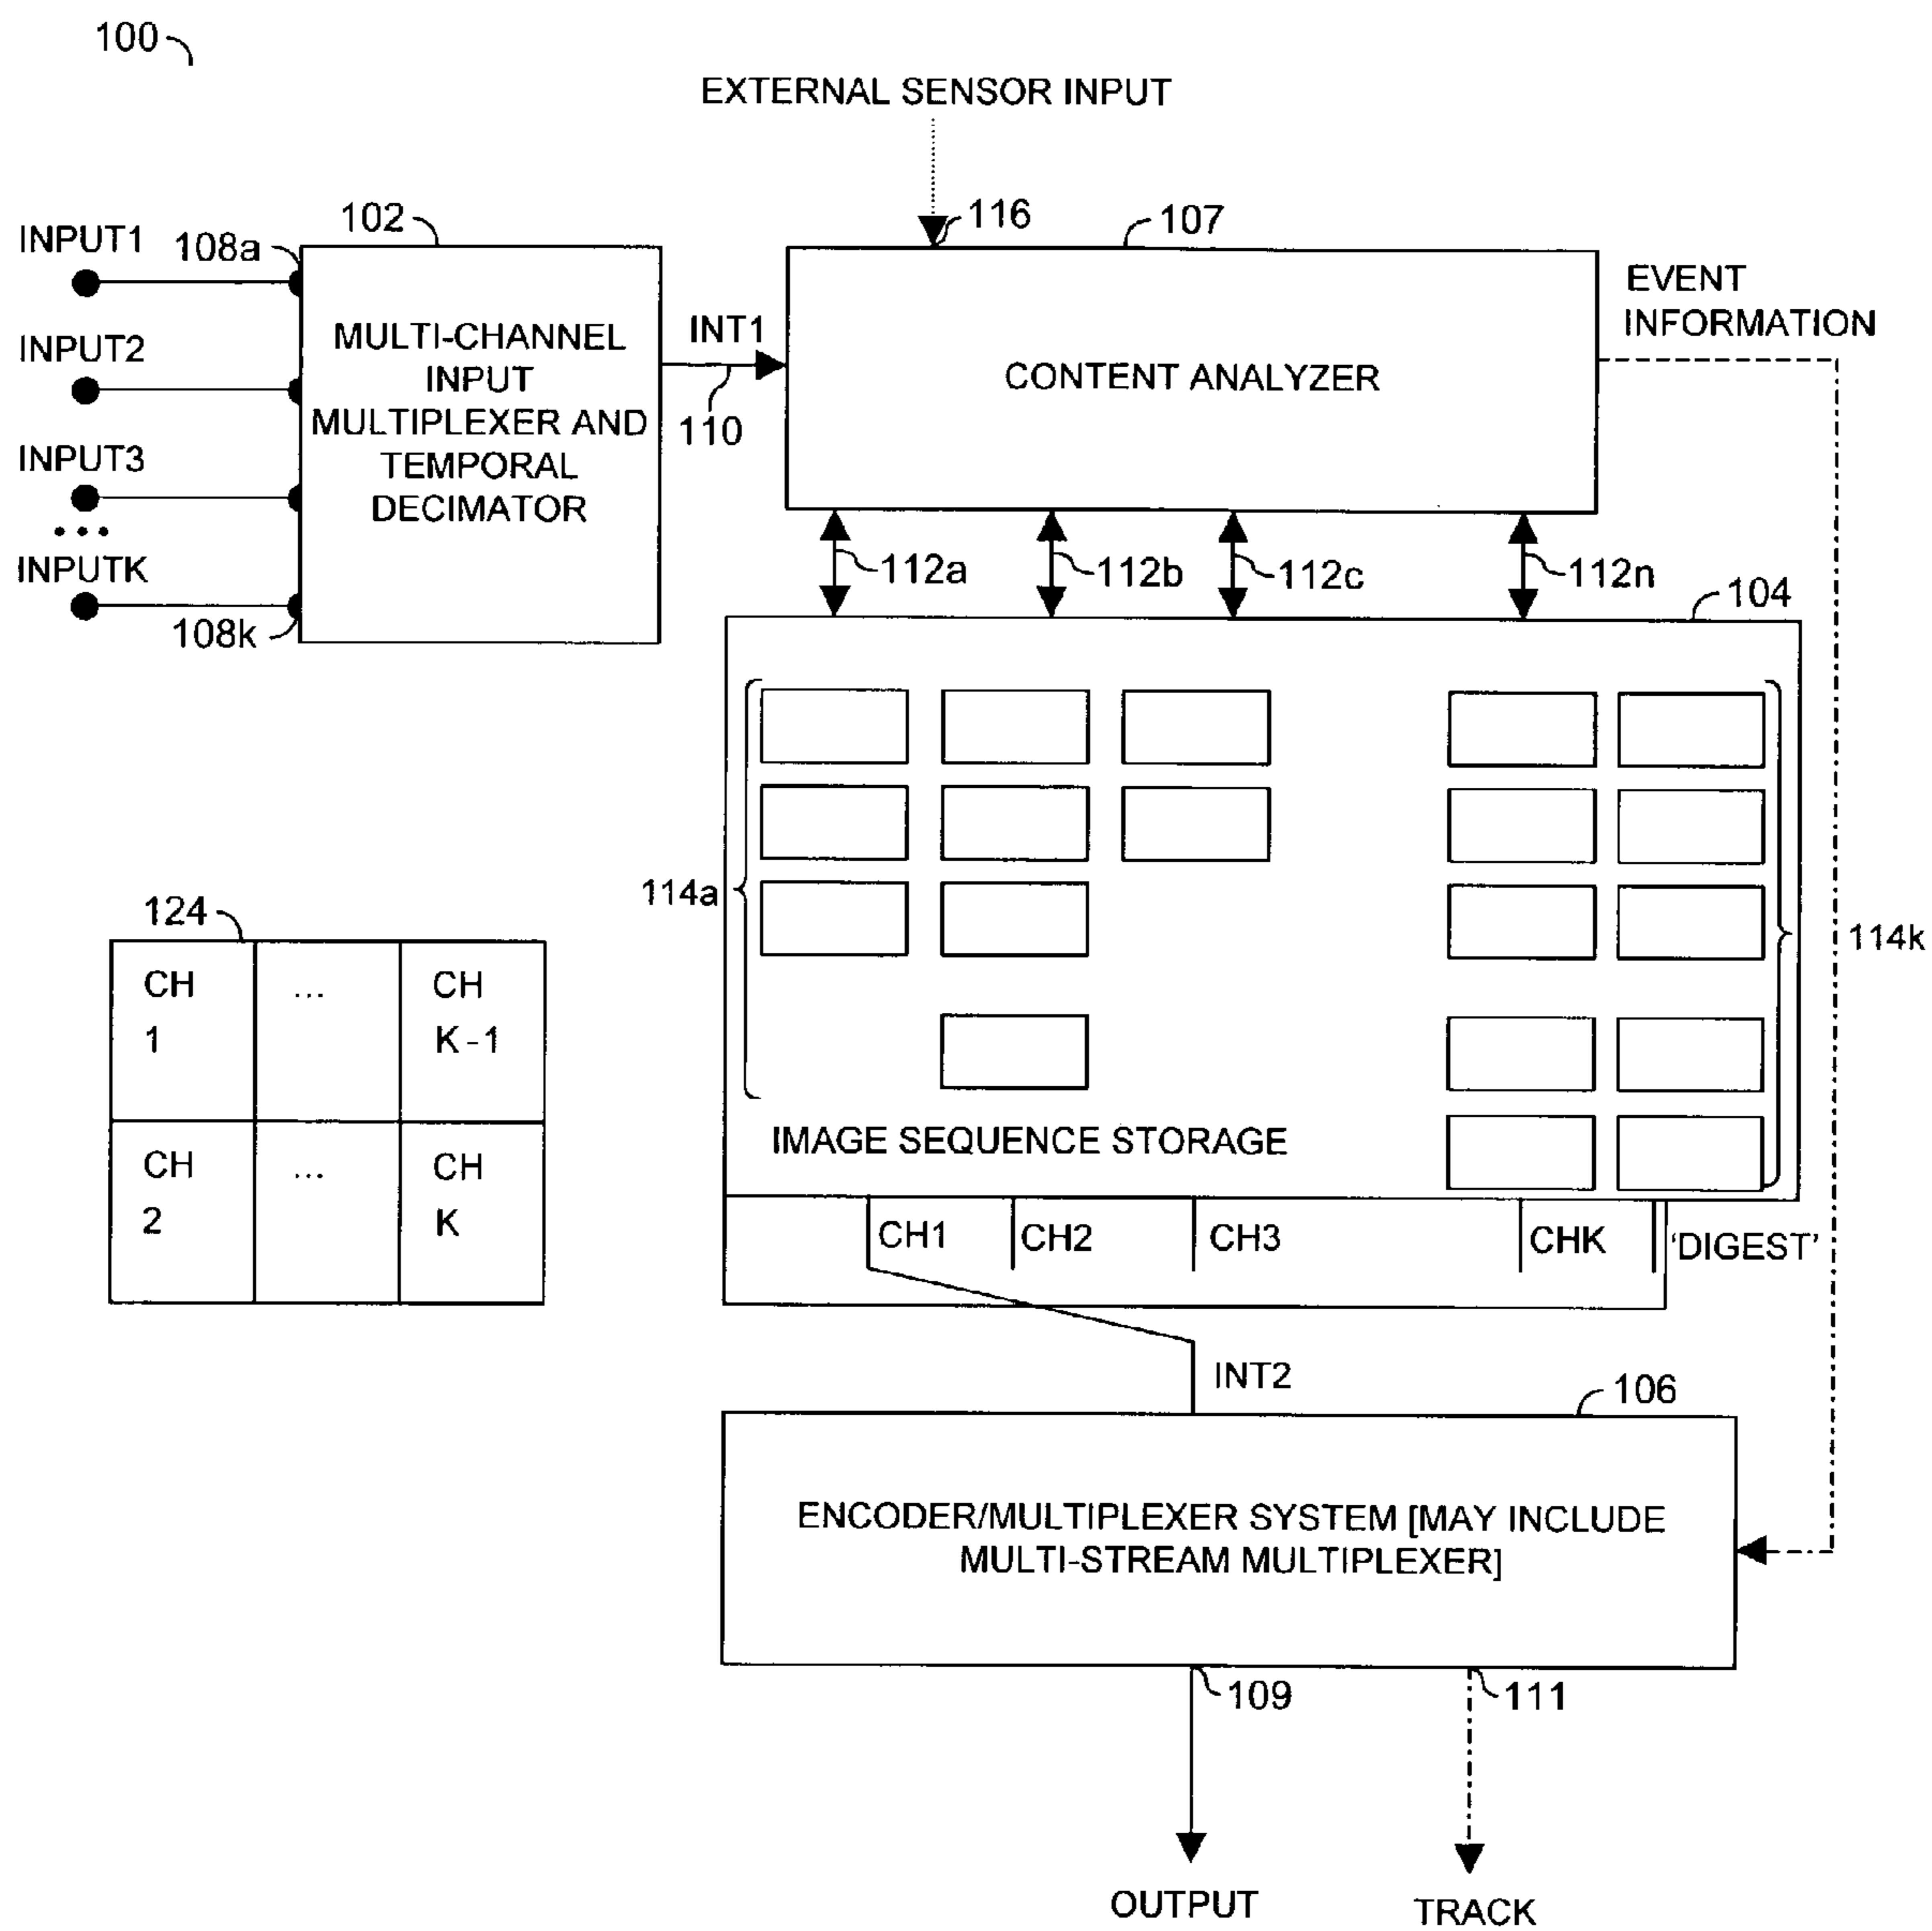 100
EXTERNAL SENSOR INPUT
116
107
102
INPUT1
108a
INPUT2
INPUT3
...
INPUTK
108k
MULTI-CHANNEL
INPUT
MULTIPLEXER AND
TEMPORAL
DECIMATOR
INT1
110
CONTENT ANALYZER
EVENT
INFORMATION
112a
112b
112c
112n
104
114a
114k
IMAGE SEQUENCE STORAGE
CH1
CH2
CH3
CHK
'DIGEST'
124
CH
1
...
CH
K-1
CH
2
...
CH
K
INT2
106
ENCODER/MULTIPLEXER SYSTEM [MAY INCLUDE
MULTI-STREAM MULTIPLEXER]
109
111
OUTPUT
TRACK